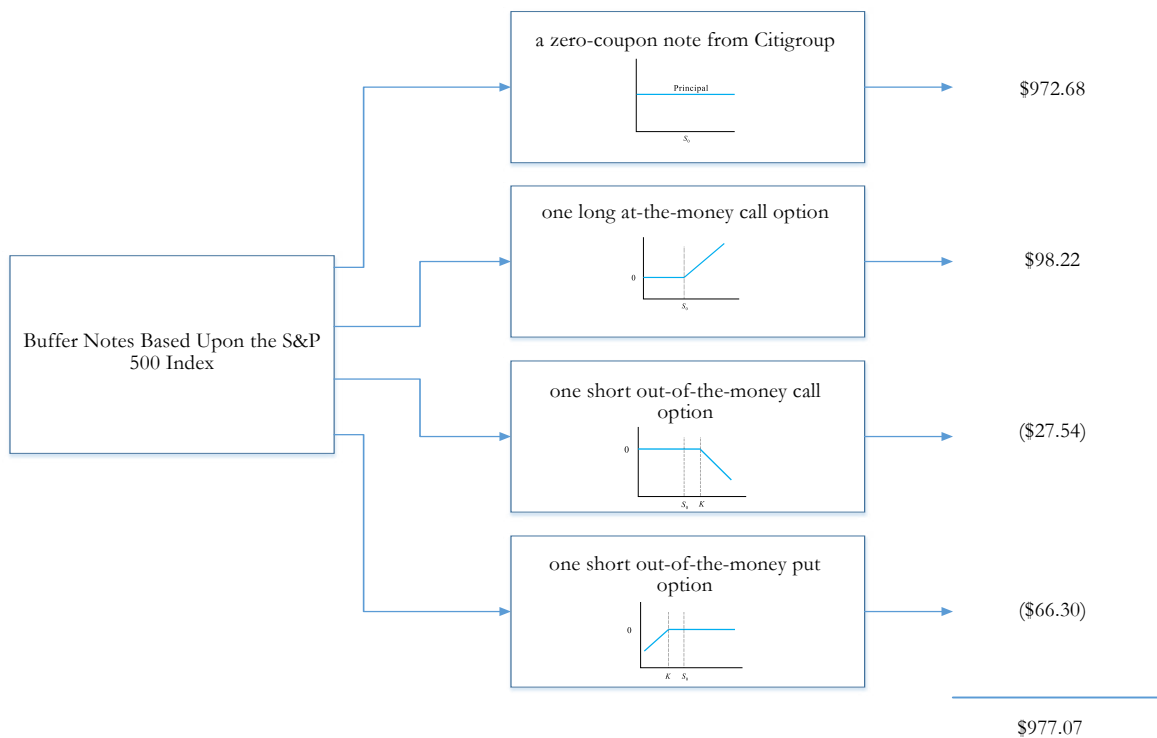 a zero-coupon note from Citigroup
Principal
S0
$972.68
one long at-the-money call option
0
S0
$98.22
Buffer Notes Based Upon the S&P
500 Index
one short out-of-the-money call
option
0
S0 K
($27.54)
one short out-of-the-money put
option
0
K S0
($66.30)
$977.07